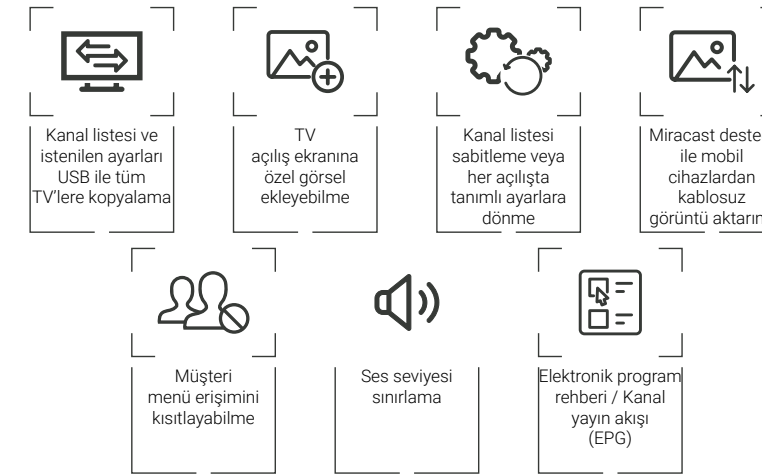 Kanal listesi ve
istenilen ayarları
USB ile tüm
TV'lere kopyalama
TV
açılış ekranına
özel görsel
ekleyebilme
Kanal listesi
sabitleme veya
her açılışta
tanımlı ayarlara
dönme
Miracast deste
ile mobil
cihazlardan
kablosuz
görüntü aktarım
Müşteri
menü erişimini
kısıtlayabilme
Ses seviyesi
sınırlama
Elektronik program
rehberi / Kanal
yayın akışı
(EPG)